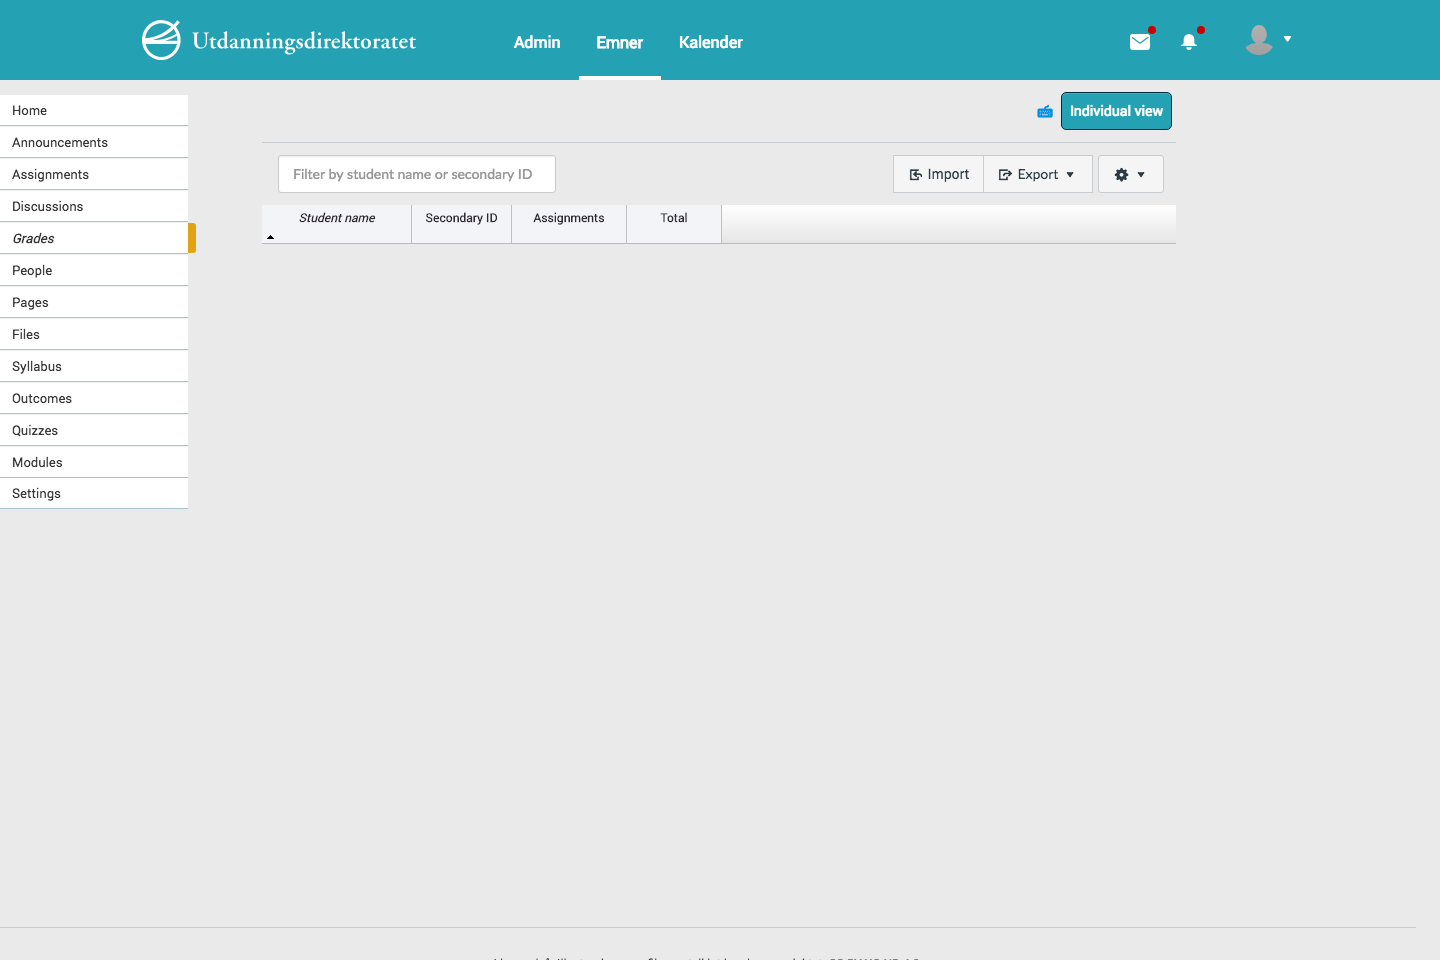 Utdanningsdirektoratet
Admin
Emner
Kalender
Home
Announcements
Assignments
Discussions
Grades
People
Pages
Files
Syllabus
Outcomes
Quizzes
Modules
Settings
Individual view
Filter by student name or secondary ID
Import
Export
Student name
Secondary ID
Assignments
Total